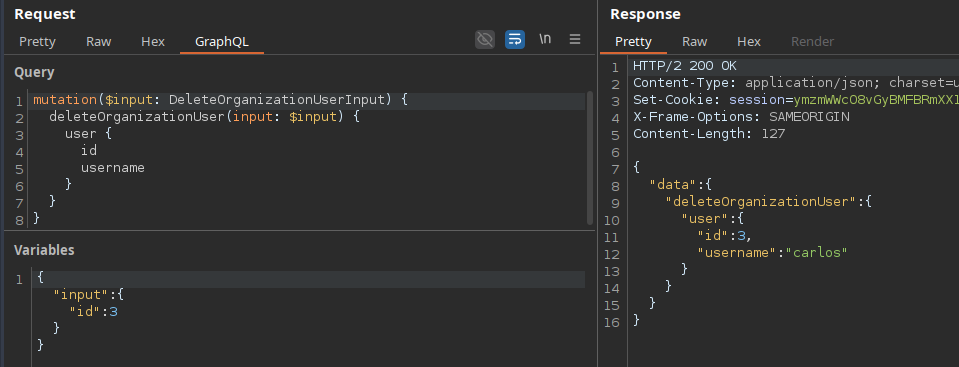 Request
Pretty Raw Hex GraphQL \n
Query
1 mutation($input: DeleteOrganizationUserInput) {
2 deleteOrganizationUser(input: $input) {
3 user {
4 id
5 username
6 }
7 }
8 }
Variables
1 {
"input":{
"id":3
}
}
Response
Pretty Raw Hex Render
1 HTTP/2 200 OK
2 Content-Type: application/json; charset=u
3 Set-Cookie: session=ymzmWWcO8vGyBMFBRmXX1
4 X-Frame-Options: SAMEORIGIN
5 Content-Length: 127
6
7 {
8 "data":{
9 "deleteOrganizationUser":{
10 "user":{
11 "id":3,
12 "username":"carlos"
13 }
14 }
15 }
16 }